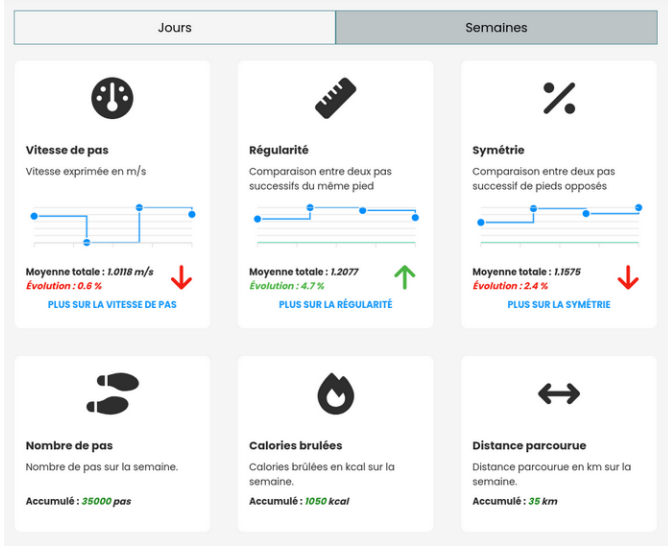 Jours
Semaines
Vitesse de pas
Vitesse exprimée en m/s
Moyenne totale : 1.0118 m/s
Évolution : 0.6 %
PLUS SUR LA VITESSE DE PAS
Régularité
Comparaison entre deux pas
successifs du même pied
Moyenne totale : 1.2077
Évolution : 4.7 %
PLUS SUR LA RÉGULARITÉ
Symétrie
Comparaison entre deux pas
successif de pieds opposés
Moyenne totale : 1.1575
Évolution : 2.4 %
PLUS SUR LA SYMÉTRIE
Nombre de pas
Nombre de pas sur la semaine.
Accumulé : 35000 pas
Calories brulées
Calories brûlées en kcal sur la
semaine.
Accumulé : 1050 kcal
Distance parcourue
Distance parcourue en km sur la
semaine.
Accumulé : 35 km